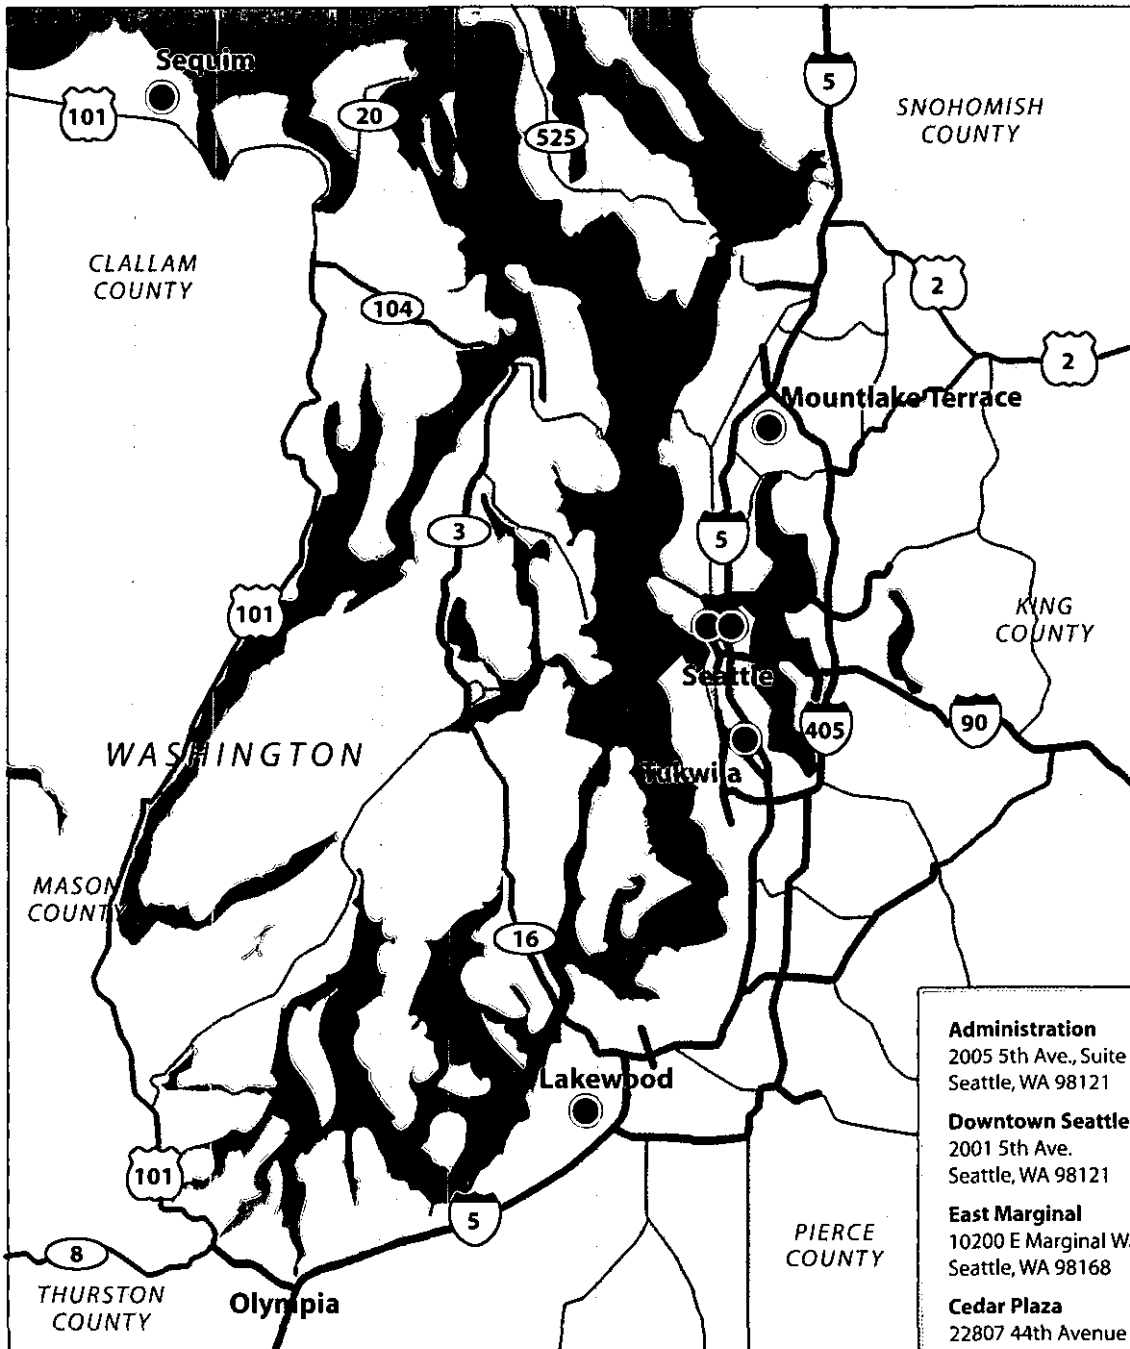 Sequim
101
20
525
5
SNOHOMISH
COUNTY
CLALLAM
COUNTY
104
2
2
Mountlake Terrace
3
5
101
KING
COUNTY
Seattle
405
90
WASHINGTON
Tukwila
MASON
COUNTY
16
Lakewood
101
5
8
THURSTON
COUNTY
Olympia
PIERCE
COUNTY
Administration
2005 5th Ave., Suite
Seattle, WA 98121
Downtown Seattle
2001 5th Ave.
Seattle, WA 98121
East Marginal
10200 E Marginal W
Seattle, WA 98168
Cedar Plaza
22807 44th Avenue